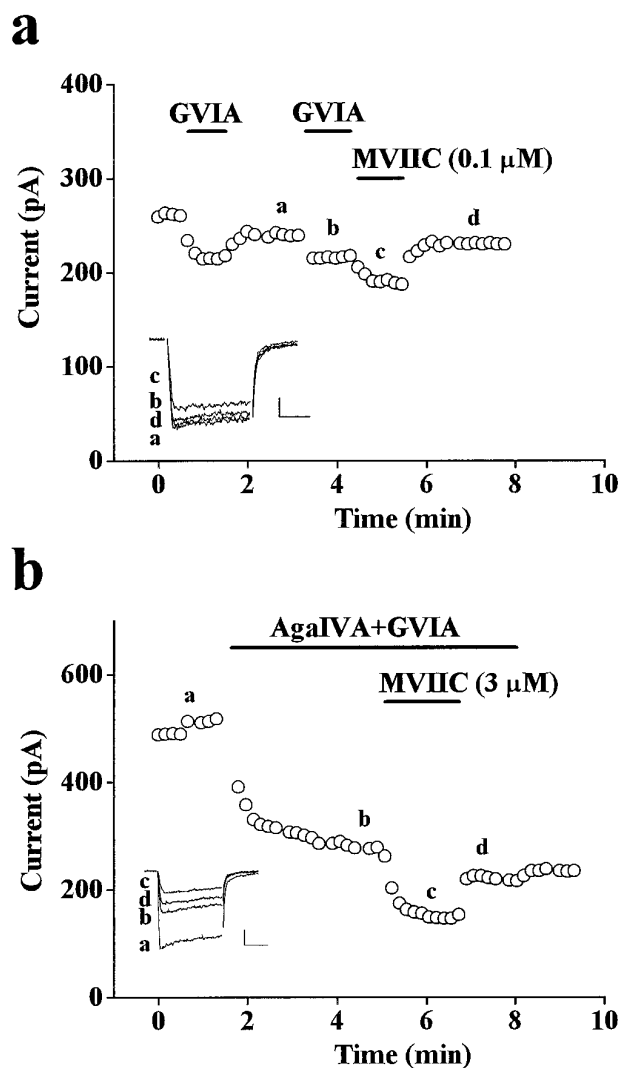 a
400
300
200
100
0
Current (pA)
GVIA GVIA
MVIIC (0.1 µM)
a
b
c
d
c
b
d
a
0 2 4 6 8 10
Time (min)
b
600
400
200
0
Current (pA)
AgaIVA+GVIA
MVIIC (3 µM)
a
b
c
d
c
d
b
a
0 2 4 6 8 10
Time (min)